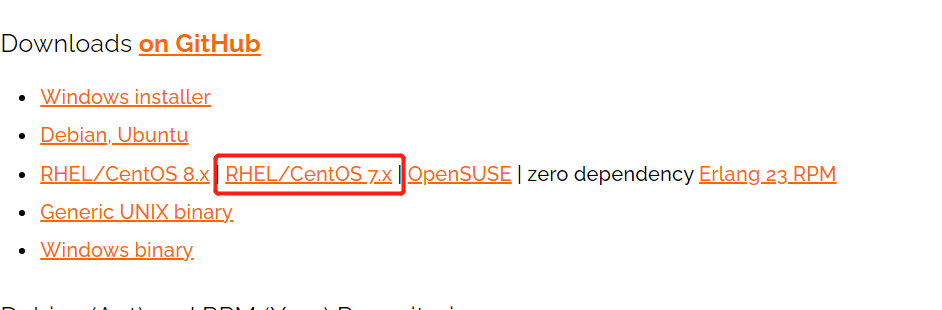 Downloads on GitHub
Windows installer
Debian, Ubuntu
RHEL/CentOS 8.x | RHEL/CentOS 7.x | OpenSUSE | zero dependency Erlang 23 RPM
Generic UNIX binary
Windows binary